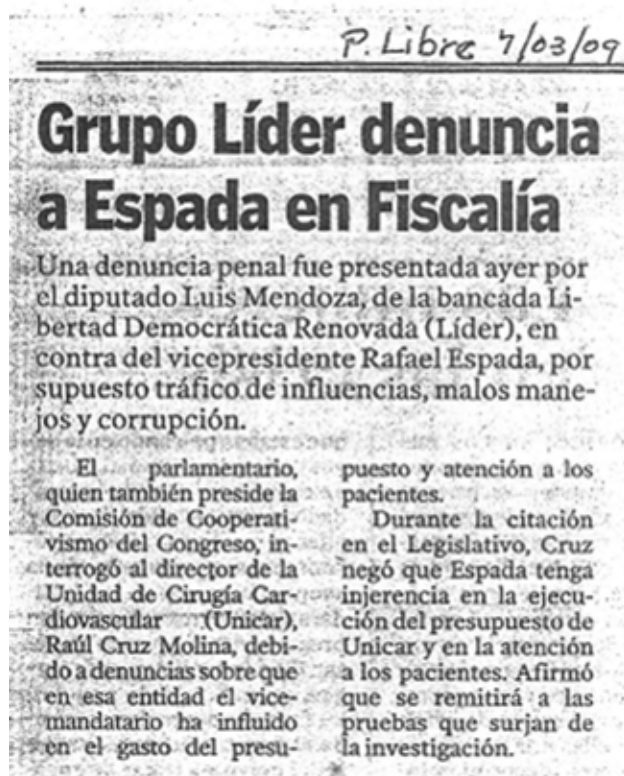 P. Libre 7/03/09
Grupo Líder denuncia
a Espada en Fiscalía
Una denuncia penal fue presentada ayer por
el diputado Luis Mendoza, de la bancada Li-
bertad Democrática Renovada (Líder), en
contra del vicepresidente Rafael Espada, por
supuesto tráfico de influencias, malos mane-
jos y corrupción.
El parlamentario,
quien también preside la
Comisión de Cooperati-
vismo del Congreso, in-
terrogó al director de la
Unidad de Cirugía Car-
diovascular (Unicar),
Raúl Cruz Molina, debi-
do a denuncias sobre que
en esa entidad el vice-
mandatario ha influido
en el gasto del presu-
puesto y atención a los
pacientes.
Durante la citación
en el Legislativo, Cruz
negó que Espada tenga
injerencia en la ejecu-
ción del presupuesto de
Unicar y en la atención
a los pacientes. Afirmó
que se remitirá a las
pruebas que surjan de
la investigación.